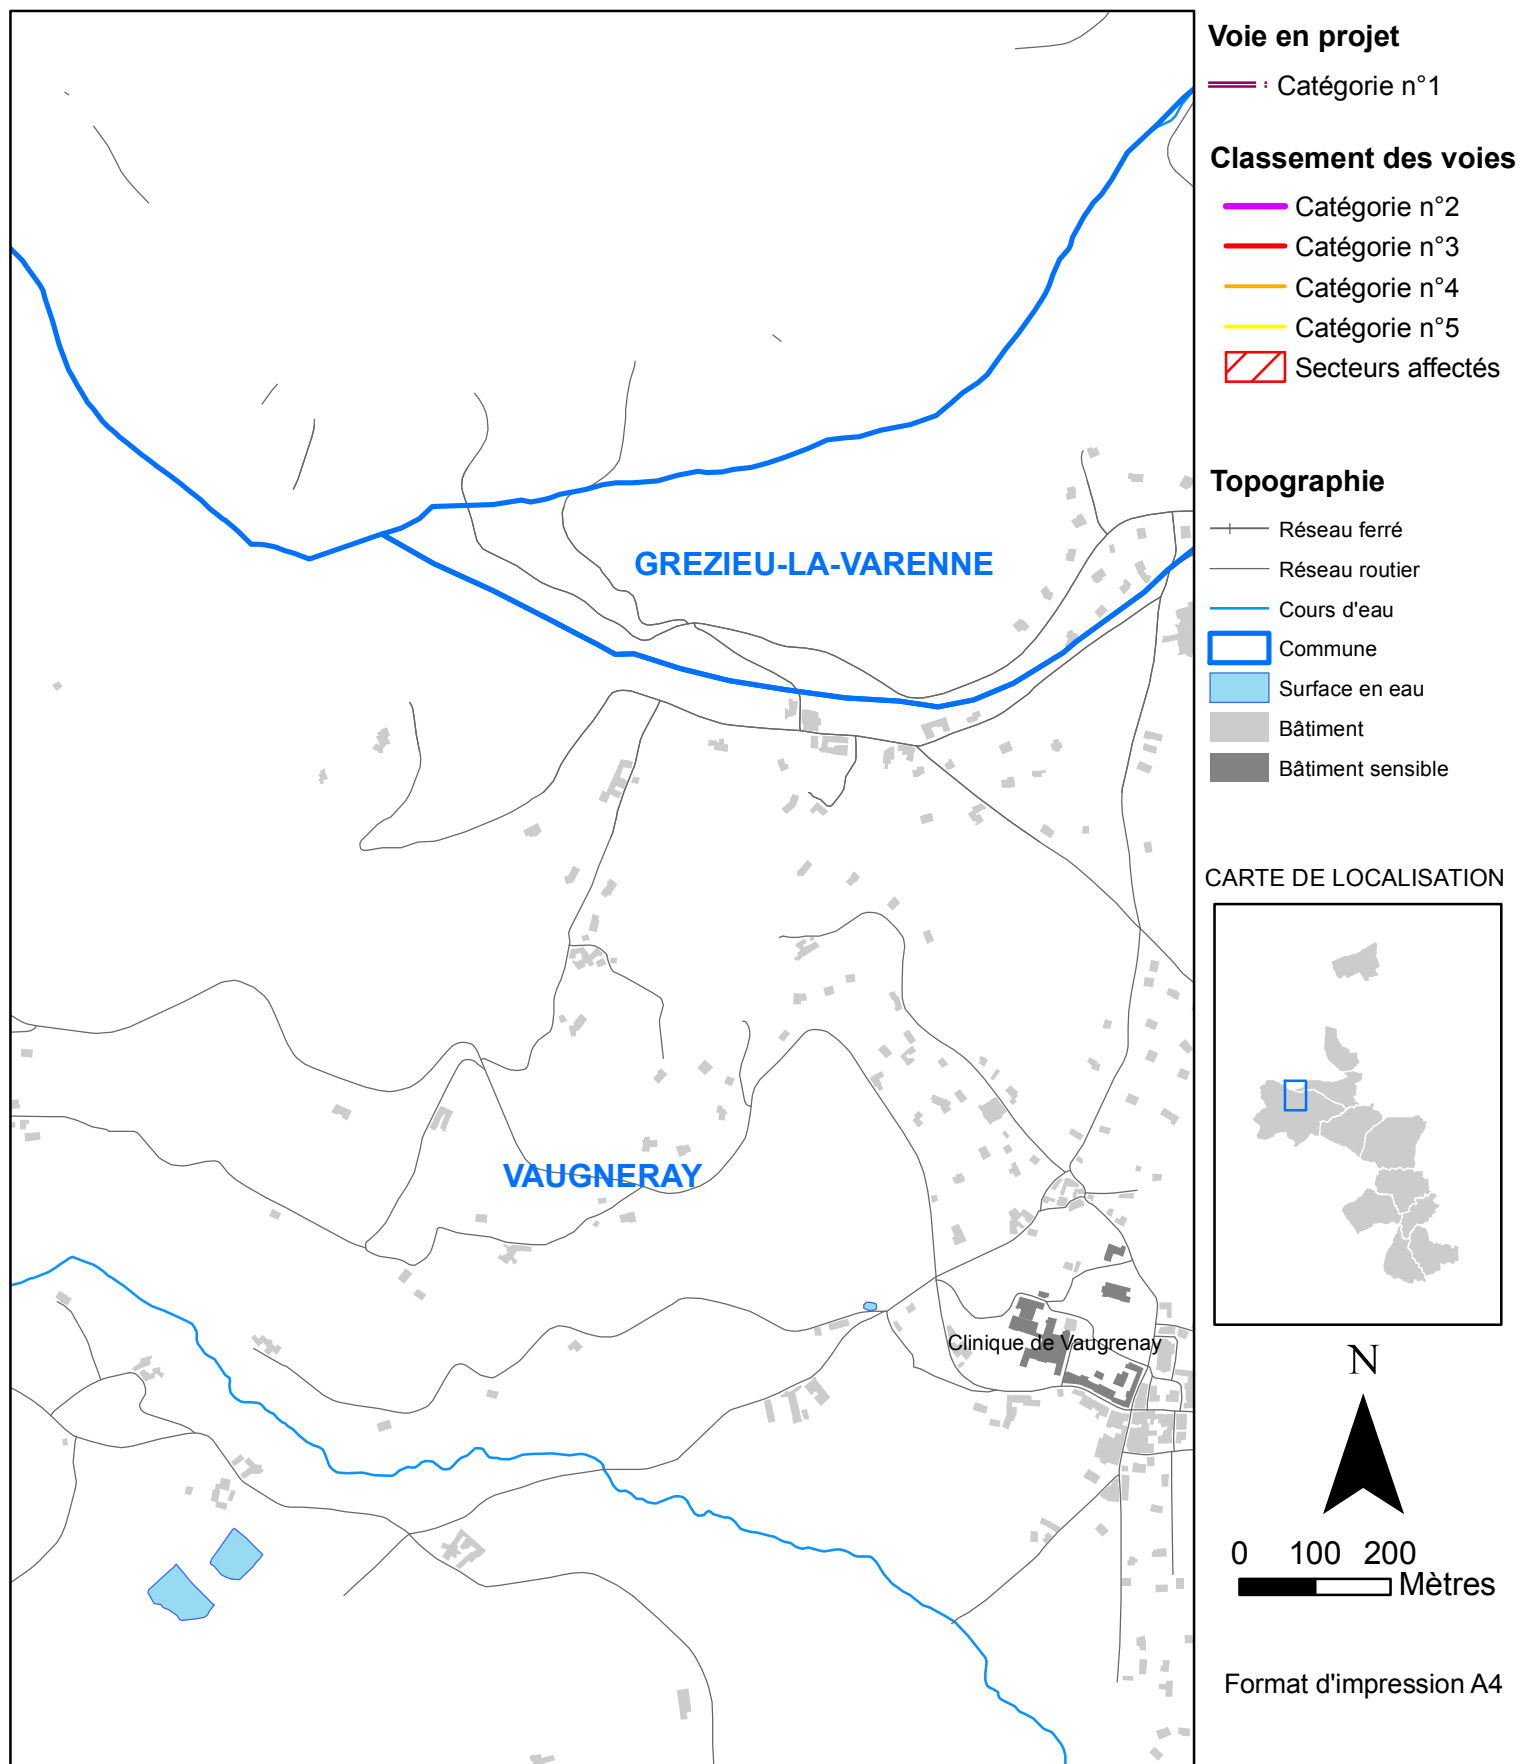 Voie en projet
Catégorie n°1
Classement des voies
Catégorie n°2
Catégorie n°3
Catégorie n°4
Catégorie n°5
Secteurs affectés
Topographie
Réseau ferré
Réseau routier
Cours d'eau
Commune
Surface en eau
Bâtiment
Bâtiment sensible
CARTE DE LOCALISATION
N
0 100 200
Mètres
Format d'impression A4
GREZIEU-LA-VARENNE
VAUGNERAY
Clinique de Vaugrenay